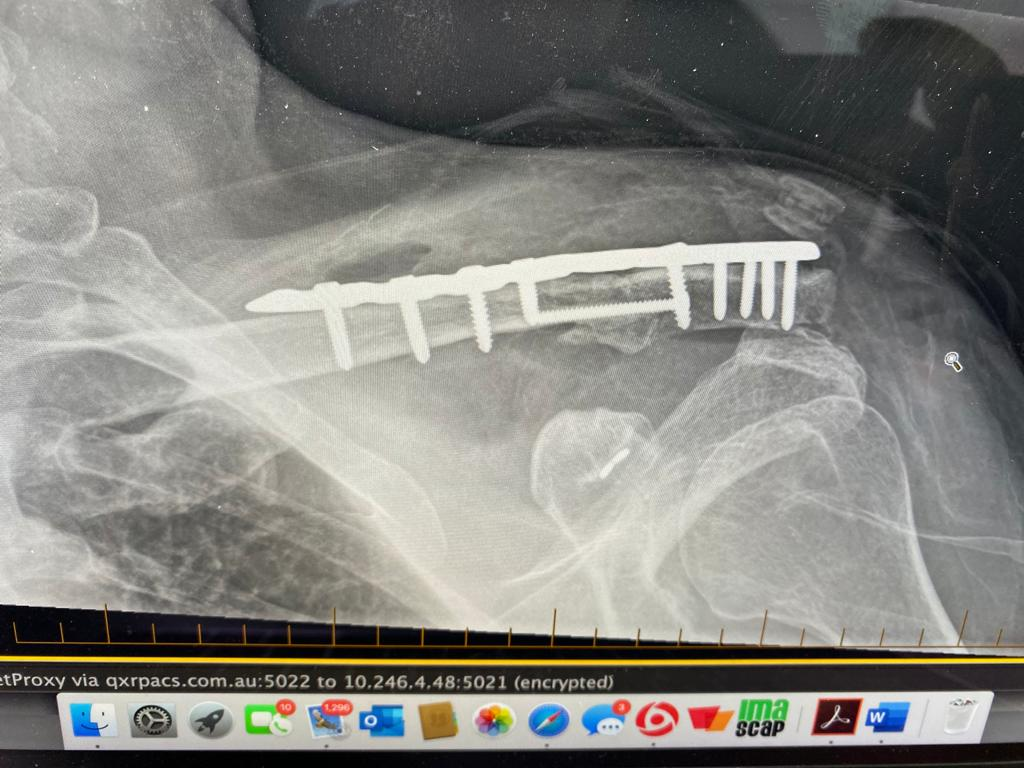 etProxy via qxrpacs.com.au:5022 to 10.246.4.48:5021 (encrypted)
10
1,296
3
O
W
ima
scap